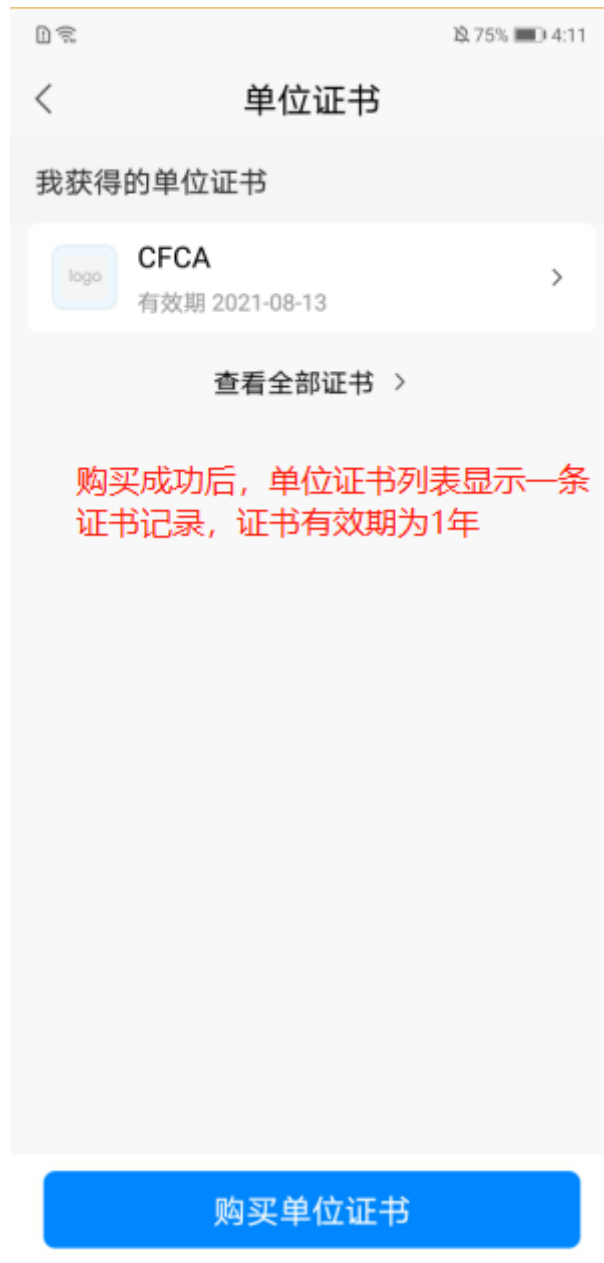 75% 4:11
单位证书
我获得的单位证书
logo
CFCA
有效期 2021-08-13
查看全部证书
购买成功后，单位证书列表显示一条
证书记录，证书有效期为1年
购买单位证书